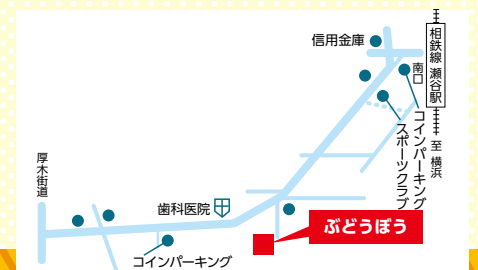 信用金庫
相鉄線 瀬谷駅
南口
至 横浜
コインパーキング
スポーツクラブ
厚木街道
歯科医院
ぶどうぼう
コインパーキング